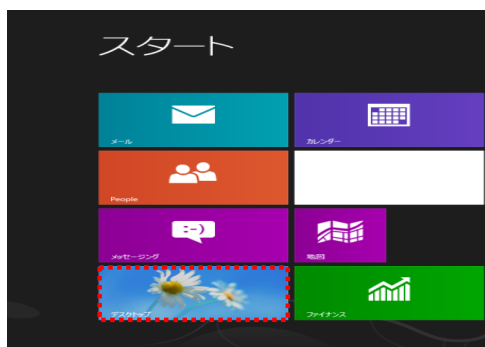 スタート
メール
カレンダー
People
メッセージング
地図
デスクトップ
ファイナンス